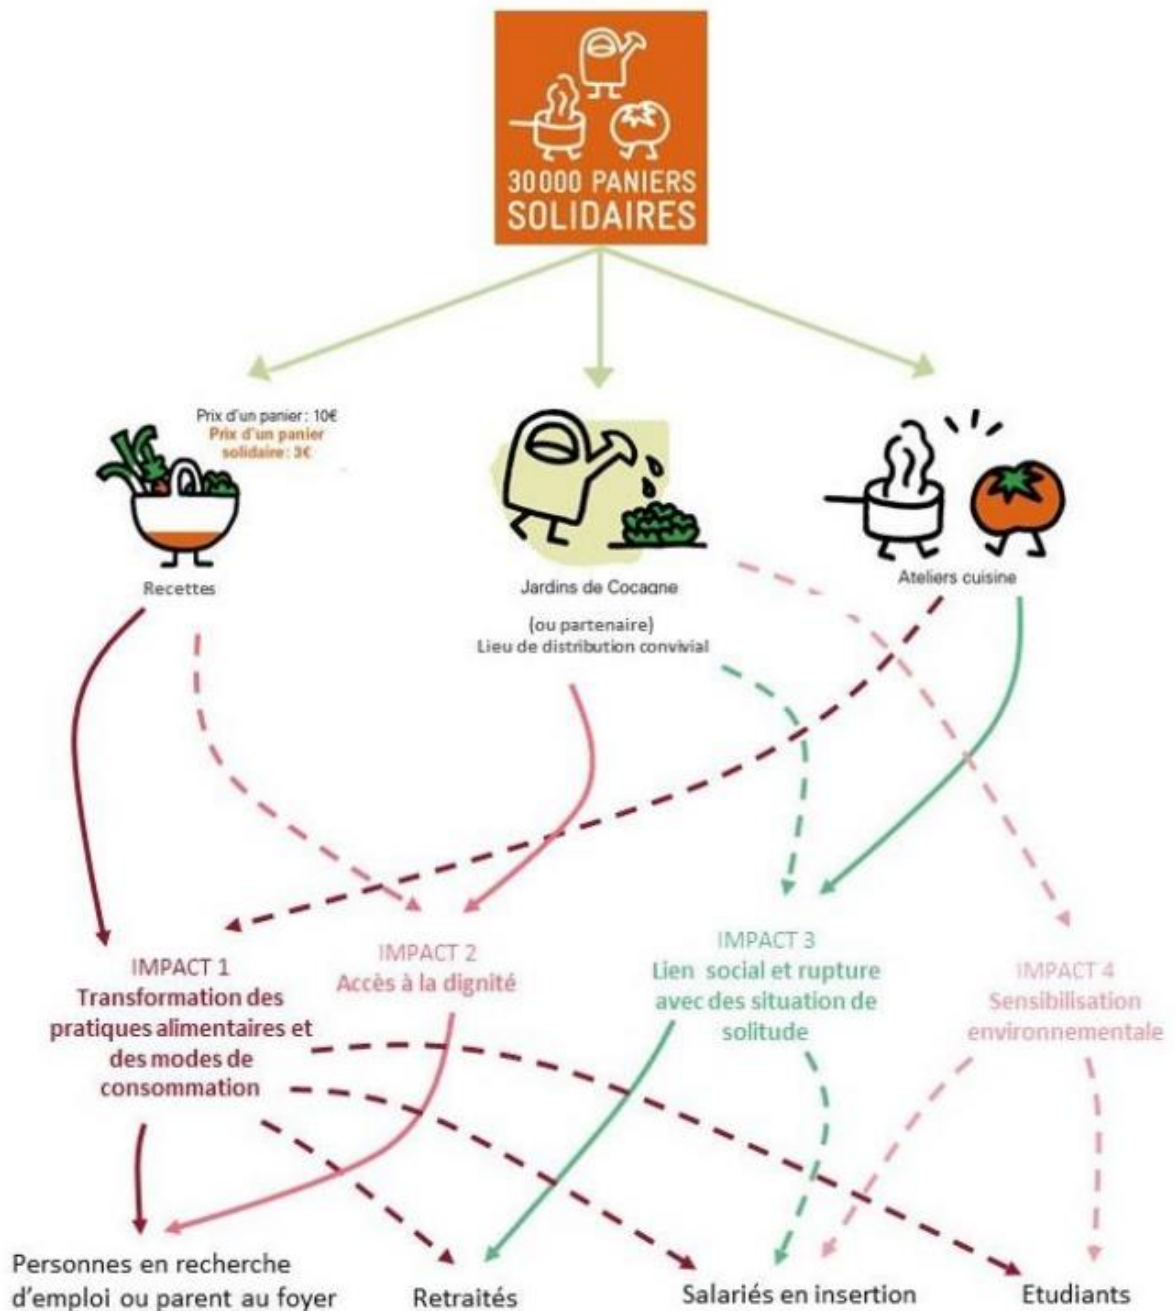 30000 PANIERS
SOLIDAIRES
Prix d'un panier : 10€
Prix d'un panier
solidaire : 3€
Recettes
Jardins de Cocagne
(ou partenaire)
Lieu de distribution convivial
Ateliers cuisine
IMPACT 1
Transformation des
pratiques alimentaires et
des modes de
consommation
IMPACT 2
Accès à la dignité
IMPACT 3
Lien social et rupture
avec des situation de
solitude
IMPACT 4
Sensibilisation
environnementale
Personnes en recherche
d'emploi ou parent au foyer
Retraités
Salariés en insertion
Etudiants